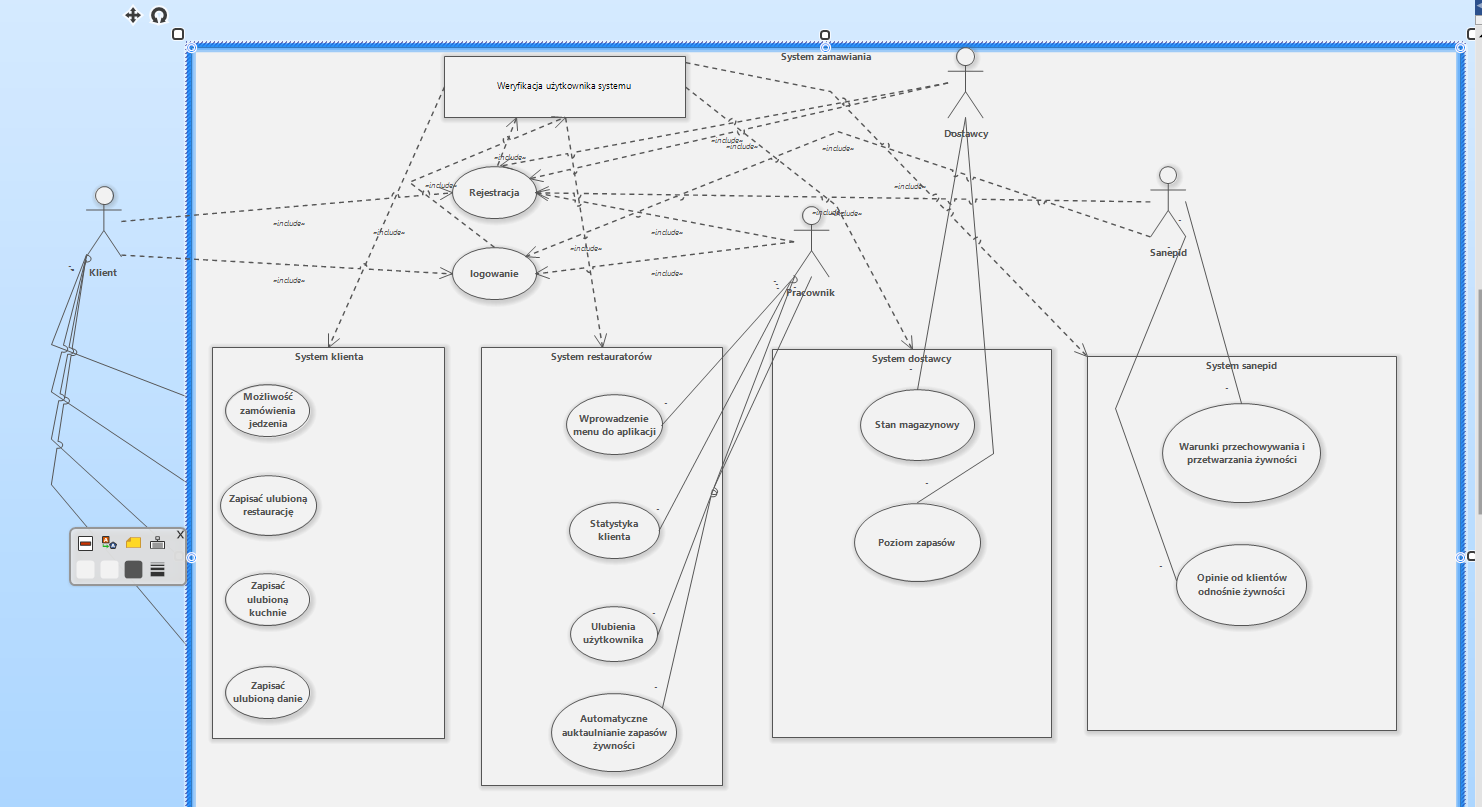 System zamawiania
Weryfikacja użytkownika systemu
Dostawcy
«include»
«include»
«include»
«include»
«include»
«include»
Rejestracja
«include»
«include»
«include»
«include»
«include»
«include»
Klient
logowanie
«include»
«include»
Sanepid
Pracownik
System klienta
System restauratorów
System dostawcy
System sanepid
Możliwość
zamówienia
jedzenia
Wprowadzenie
menu do aplikacji
Stan magazynowy
Warunki przechowywania i
przetwarzania żywności
Zapisać ulubioną
restaurację
Statystyka
klienta
Poziom zapasów
X
Zapisać
ulubioną
kuchnie
Opinie od klientów
odnośnie żywności
Ulubienia
użytkownika
Zapisać
ulubioną danie
Automatyczne
auktaulnianie zapasów
żywności